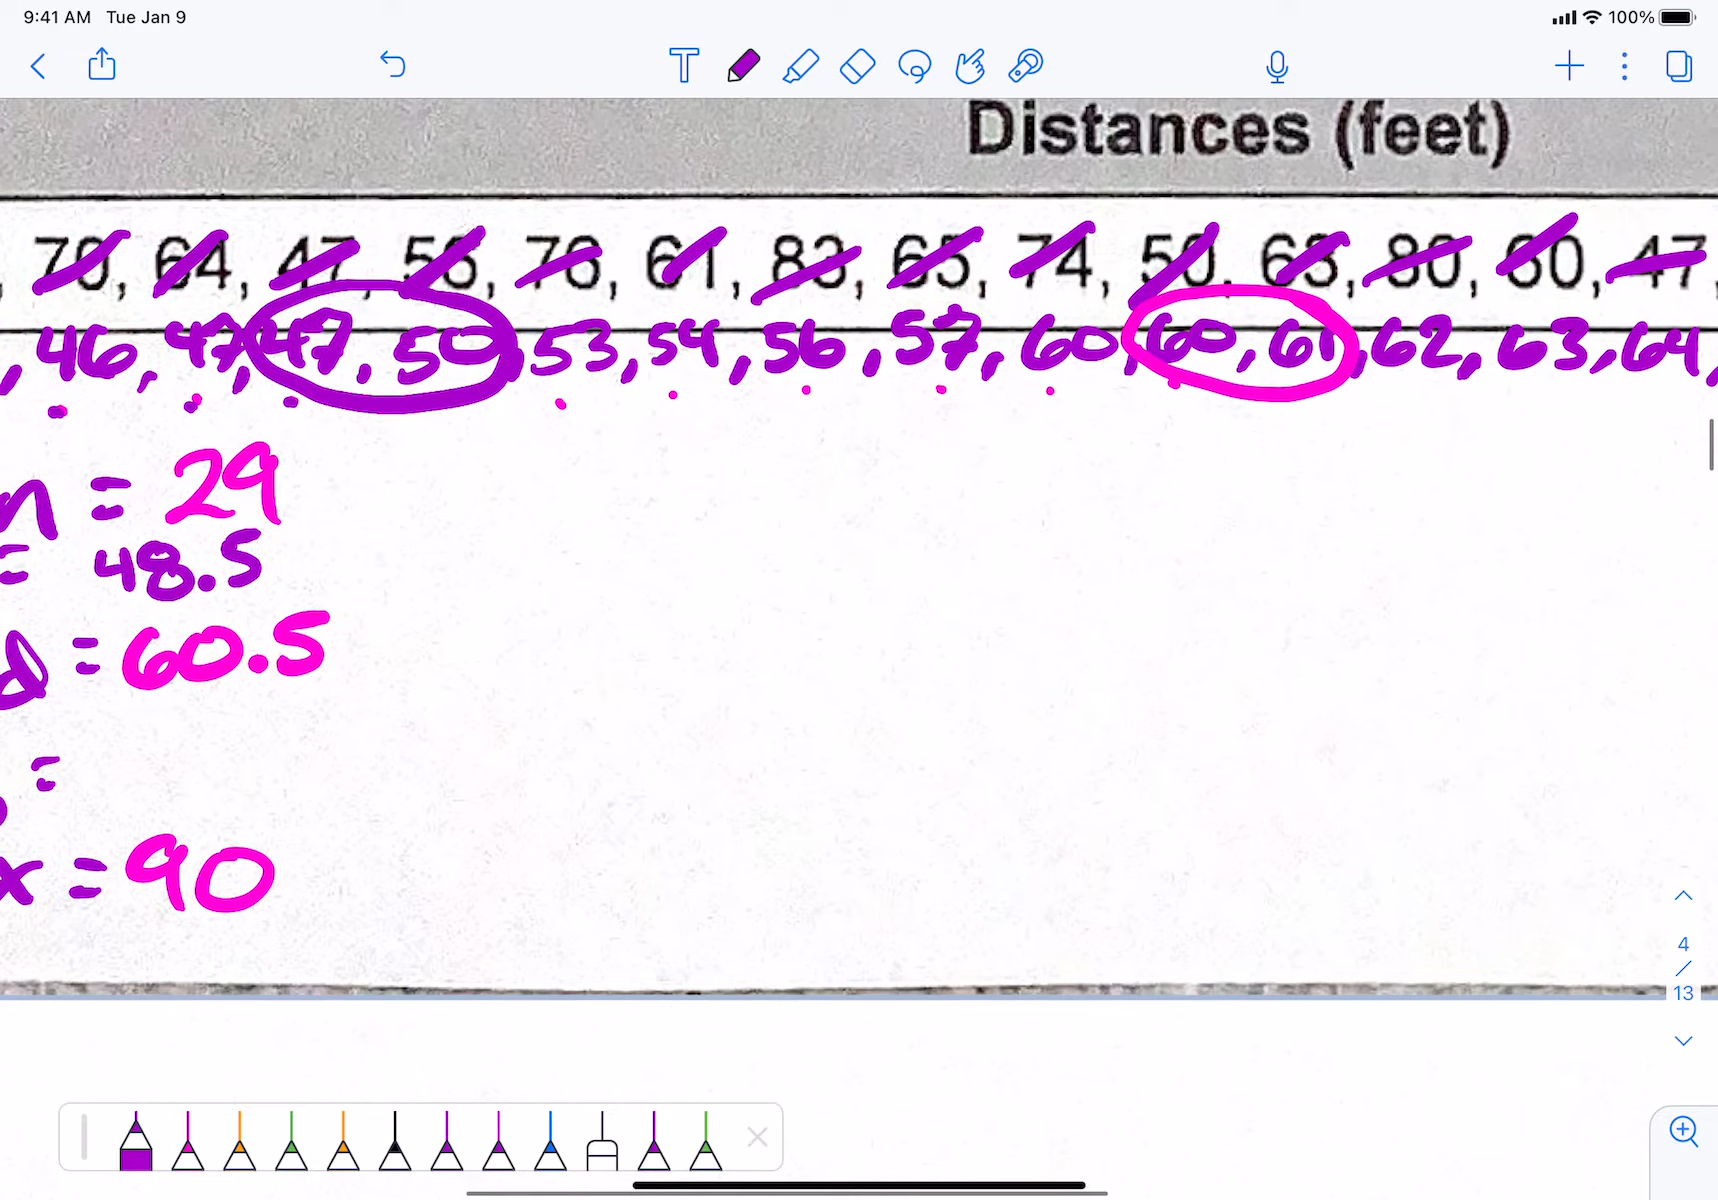 9:41 AM Tue Jan 9 100%
Distances (feet)
, 70, 64, 47, 56, 76, 61, 83, 65, 74, 50, 63, 80, 60, 47,
, 46, 47, 47, 50, 53, 54, 56, 57, 60, 60, 61, 62, 63, 64,
n = 29
= 48.5
d = 60.5
=
x = 90
4
/
13